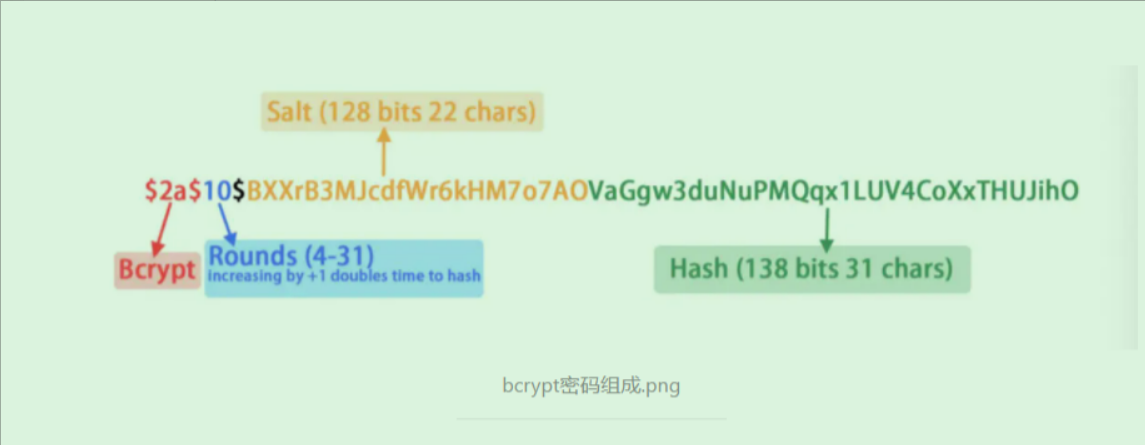 Salt (128 bits 22 chars)
$2a$10$BXXrB3MJcdfWr6kHM7o7AOVaGgw3duNuPMQqx1LUV4CoXxTHUJihO
Bcrypt
Rounds (4-31)
increasing by +1 doubles time to hash
Hash (138 bits 31 chars)
bcrypt密码组成.png